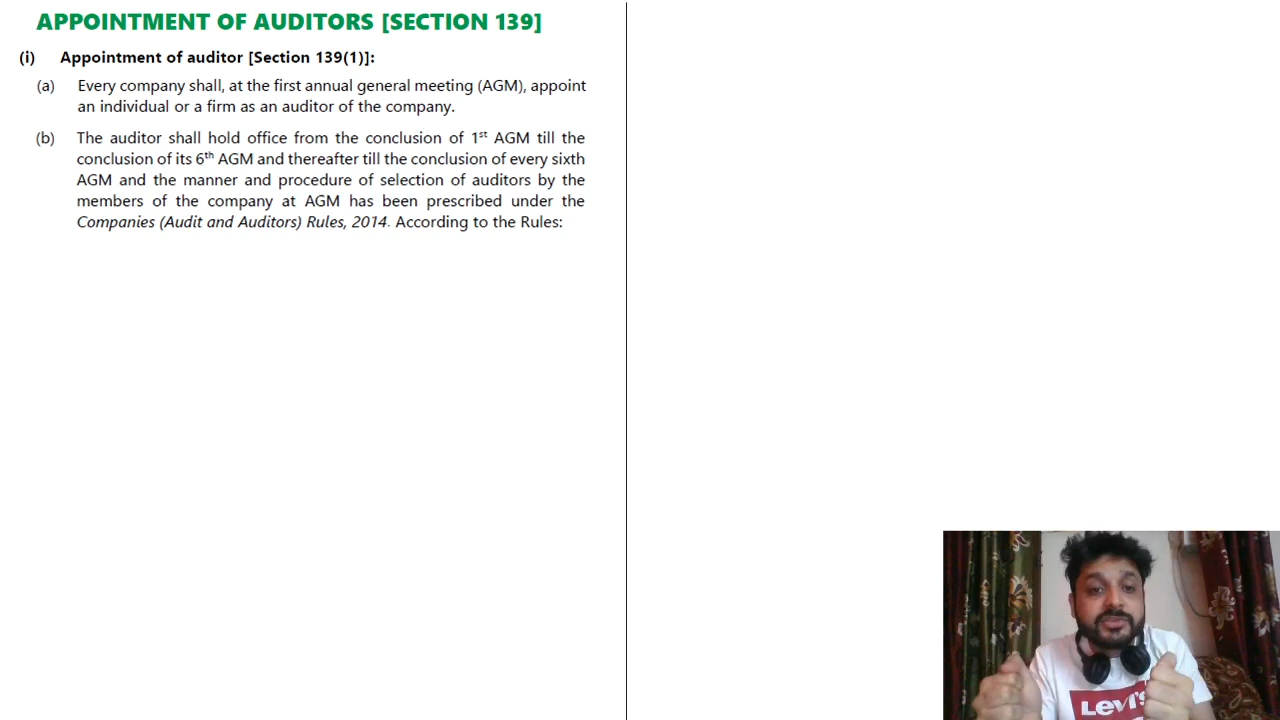 APPOINTMENT OF AUDITORS [SECTION 139]
(i) Appointment of auditor [Section 139(1)]:
(a) Every company shall, at the first annual general meeting (AGM), appoint
an individual or a firm as an auditor of the company.
(b) The auditor shall hold office from the conclusion of 1st AGM till the
conclusion of its 6th AGM and thereafter till the conclusion of every sixth
AGM and the manner and procedure of selection of auditors by the
members of the company at AGM has been prescribed under the
Companies (Audit and Auditors) Rules, 2014. According to the Rules:
Levi's